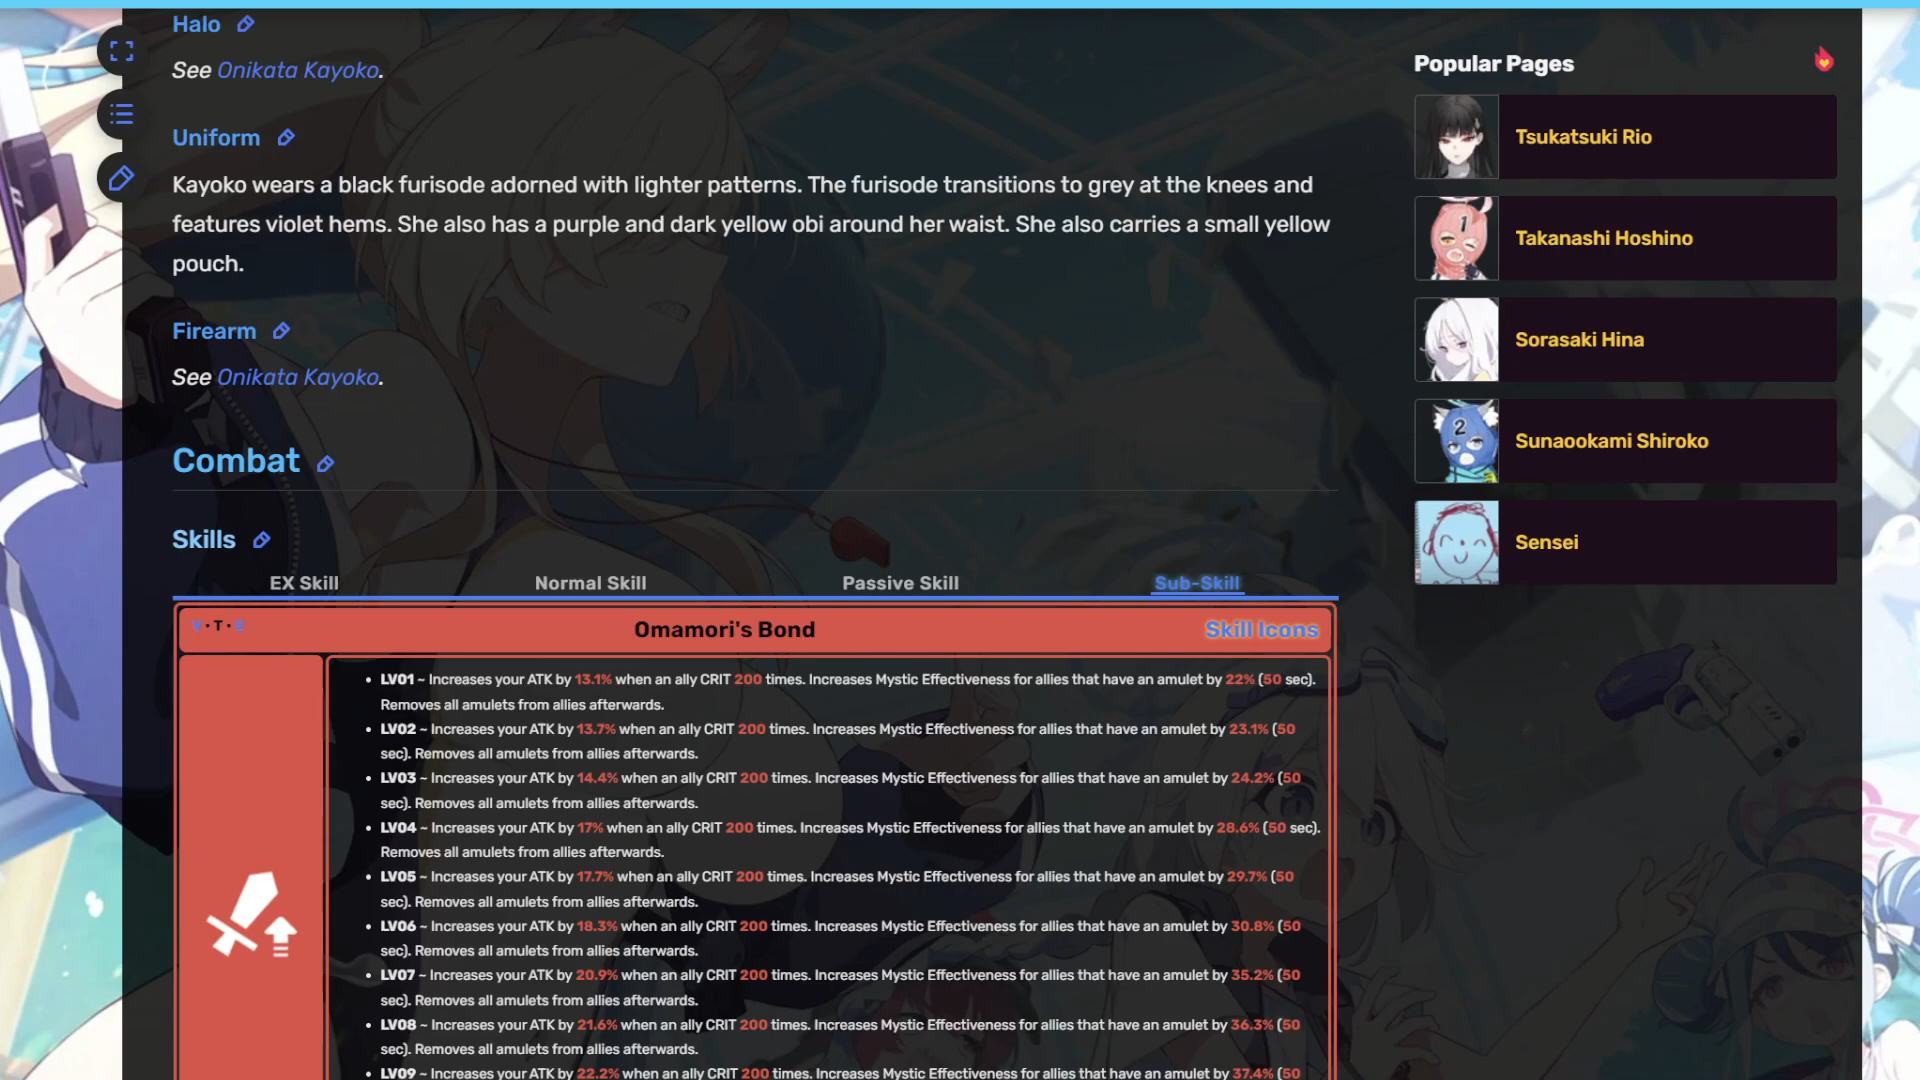 Halo
See Onikata Kayoko.
Uniform
Kayoko wears a black furisode adorned with lighter patterns. The furisode transitions to grey at the knees and
features violet hems. She also has a purple and dark yellow obi around her waist. She also carries a small yellow
pouch.
Firearm
See Onikata Kayoko.
Combat
Skills
EX Skill
Normal Skill
Passive Skill
Sub-Skill
V · T · E
Omamori's Bond
Skill Icons
• LV01 ~ Increases your ATK by 13.1% when an ally CRIT 200 times. Increases Mystic Effectiveness for allies that have an amulet by 22% (50 sec).
Removes all amulets from allies afterwards.
• LV02 ~ Increases your ATK by 13.7% when an ally CRIT 200 times. Increases Mystic Effectiveness for allies that have an amulet by 23.1% (50
sec). Removes all amulets from allies afterwards.
• LV03 ~ Increases your ATK by 14.4% when an ally CRIT 200 times. Increases Mystic Effectiveness for allies that have an amulet by 24.2% (50
sec). Removes all amulets from allies afterwards.
• LV04 ~ Increases your ATK by 17% when an ally CRIT 200 times. Increases Mystic Effectiveness for allies that have an amulet by 28.6% (50 sec).
Removes all amulets from allies afterwards.
• LV05 ~ Increases your ATK by 17.7% when an ally CRIT 200 times. Increases Mystic Effectiveness for allies that have an amulet by 29.7% (50
sec). Removes all amulets from allies afterwards.
• LV06 ~ Increases your ATK by 18.3% when an ally CRIT 200 times. Increases Mystic Effectiveness for allies that have an amulet by 30.8% (50
sec). Removes all amulets from allies afterwards.
• LV07 ~ Increases your ATK by 20.9% when an ally CRIT 200 times. Increases Mystic Effectiveness for allies that have an amulet by 35.2% (50
sec). Removes all amulets from allies afterwards.
• LV08 ~ Increases your ATK by 21.6% when an ally CRIT 200 times. Increases Mystic Effectiveness for allies that have an amulet by 36.3% (50
sec). Removes all amulets from allies afterwards.
• LV09 ~ Increases your ATK by 22.2% when an ally CRIT 200 times. Increases Mystic Effectiveness for allies that have an amulet by 37.4% (50
Popular Pages
Tsukatsuki Rio
1
Takanashi Hoshino
Sorasaki Hina
2
Sunaookami Shiroko
Sensei